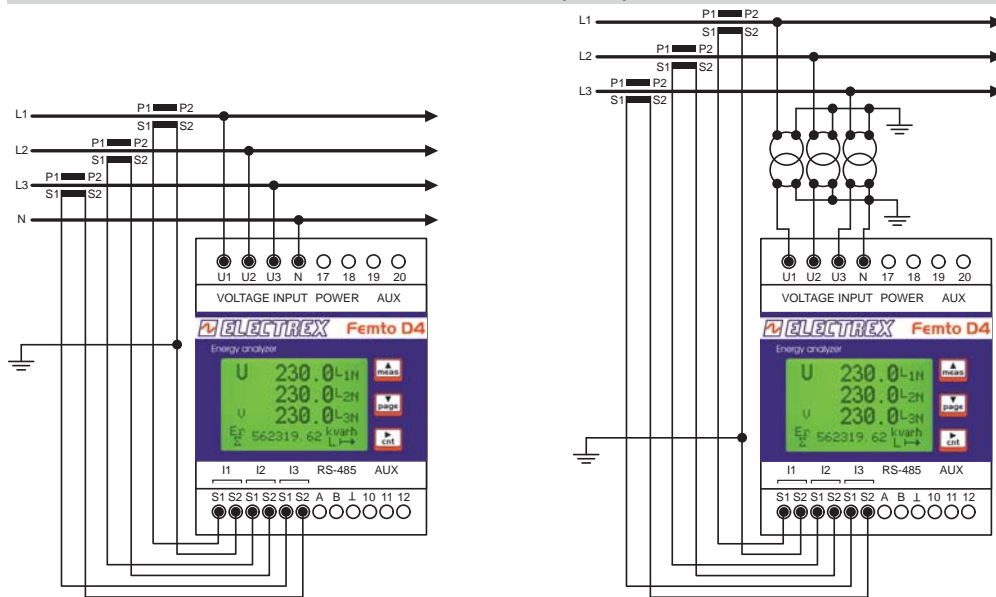 L1
P1 P2
S1 S2
L2
P1 P2
S1 S2
L3
P1 P2
S1 S2
N
U1 U2 U3 N 17 18 19 20
VOLTAGE INPUT POWER AUX
ELECTREX Femto D4
Energy analyzer
U 230.0 L1N
230.0 L2N
V 230.0 L3N
Er Σ 562319.62 kvarh L
meas
page
cnt
I1 I2 I3 RS-485 AUX
S1 S2 S1 S2 S1 S2 A B ⊥ 10 11 12
L1
P1 P2
S1 S2
L2
P1 P2
S1 S2
L3
P1 P2
S1 S2
U1 U2 U3 N 17 18 19 20
VOLTAGE INPUT POWER AUX
ELECTREX Femto D4
Energy analyzer
U 230.0 L1N
230.0 L2N
V 230.0 L3N
Er Σ 562319.62 kvarh L
meas
page
cnt
I1 I2 I3 RS-485 AUX
S1 S2 S1 S2 S1 S2 A B ⊥ 10 11 12